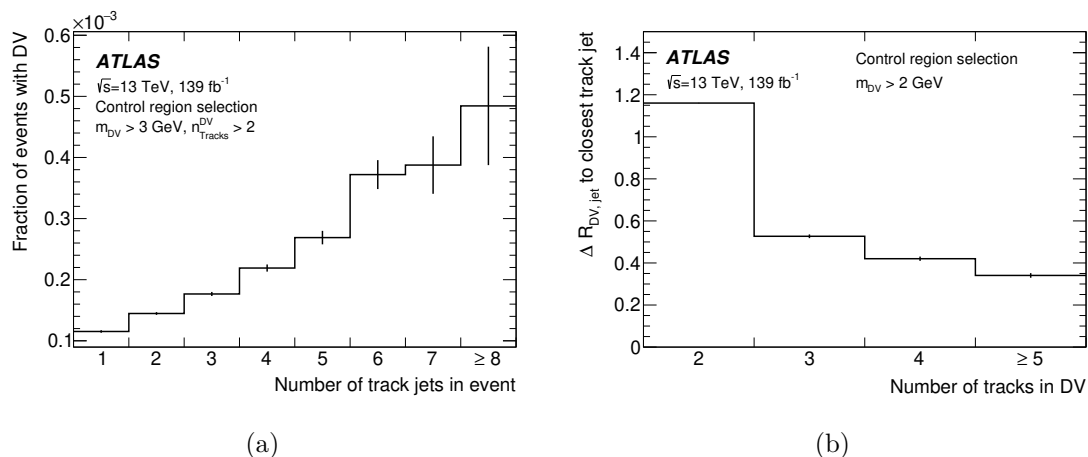 ×10⁻³
0.6
0.5
0.4
0.3
0.2
0.1
Fraction of events with DV
ATLAS
√s=13 TeV, 139 fb⁻¹
Control region selection
m_DV > 3 GeV, n^DV_Tracks > 2
1 2 3 4 5 6 7 ≥ 8
Number of track jets in event
(a)
1.4
1.2
1
0.8
0.6
0.4
0.2
0
Δ R_DV, jet to closest track jet
ATLAS
√s=13 TeV, 139 fb⁻¹
Control region selection
m_DV > 2 GeV
2 3 4 ≥ 5
Number of tracks in DV
(b)